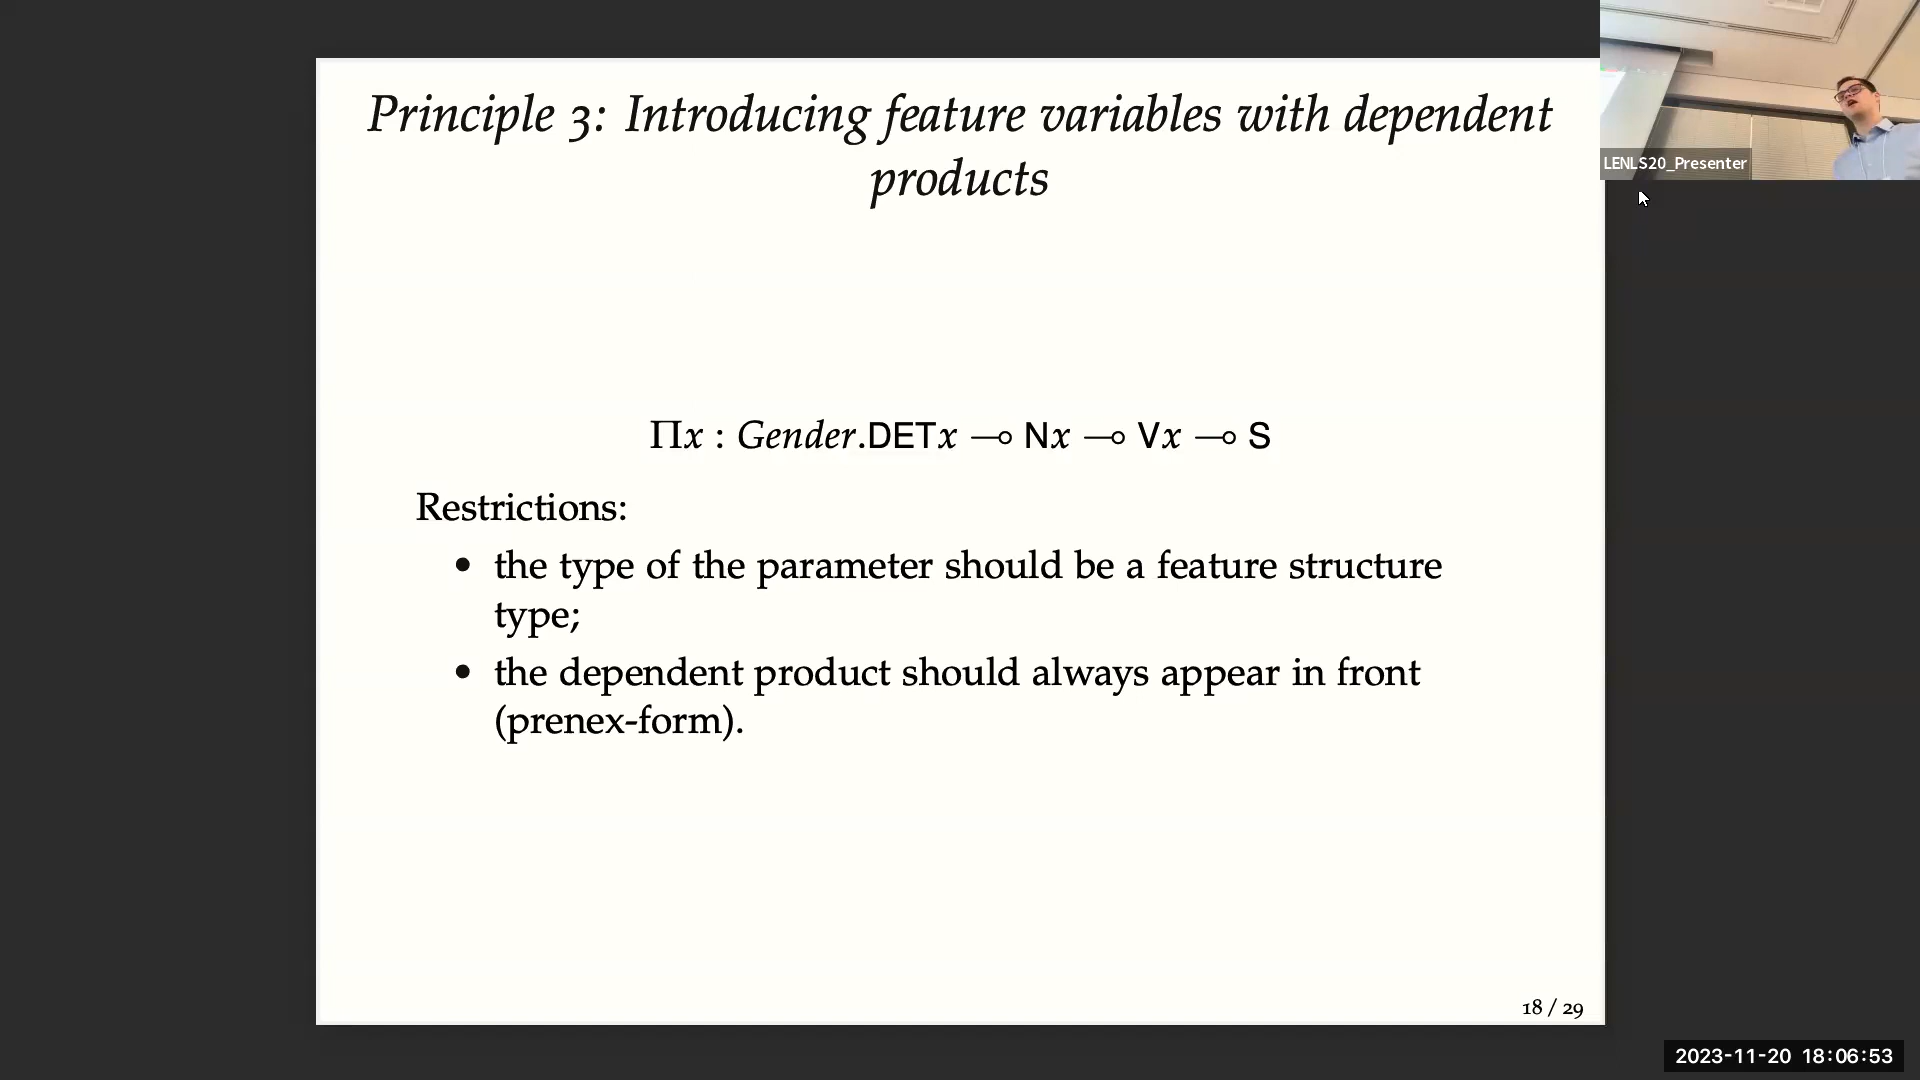 Principle 3: Introducing feature variables with dependent
products
LENLS20_Presenter
Πx : Gender.DETx ⊸ Nx ⊸ Vx ⊸ S
Restrictions:
• the type of the parameter should be a feature structure
type;
• the dependent product should always appear in front
(prenex-form).
18 / 29
2023-11-20 18:06:53